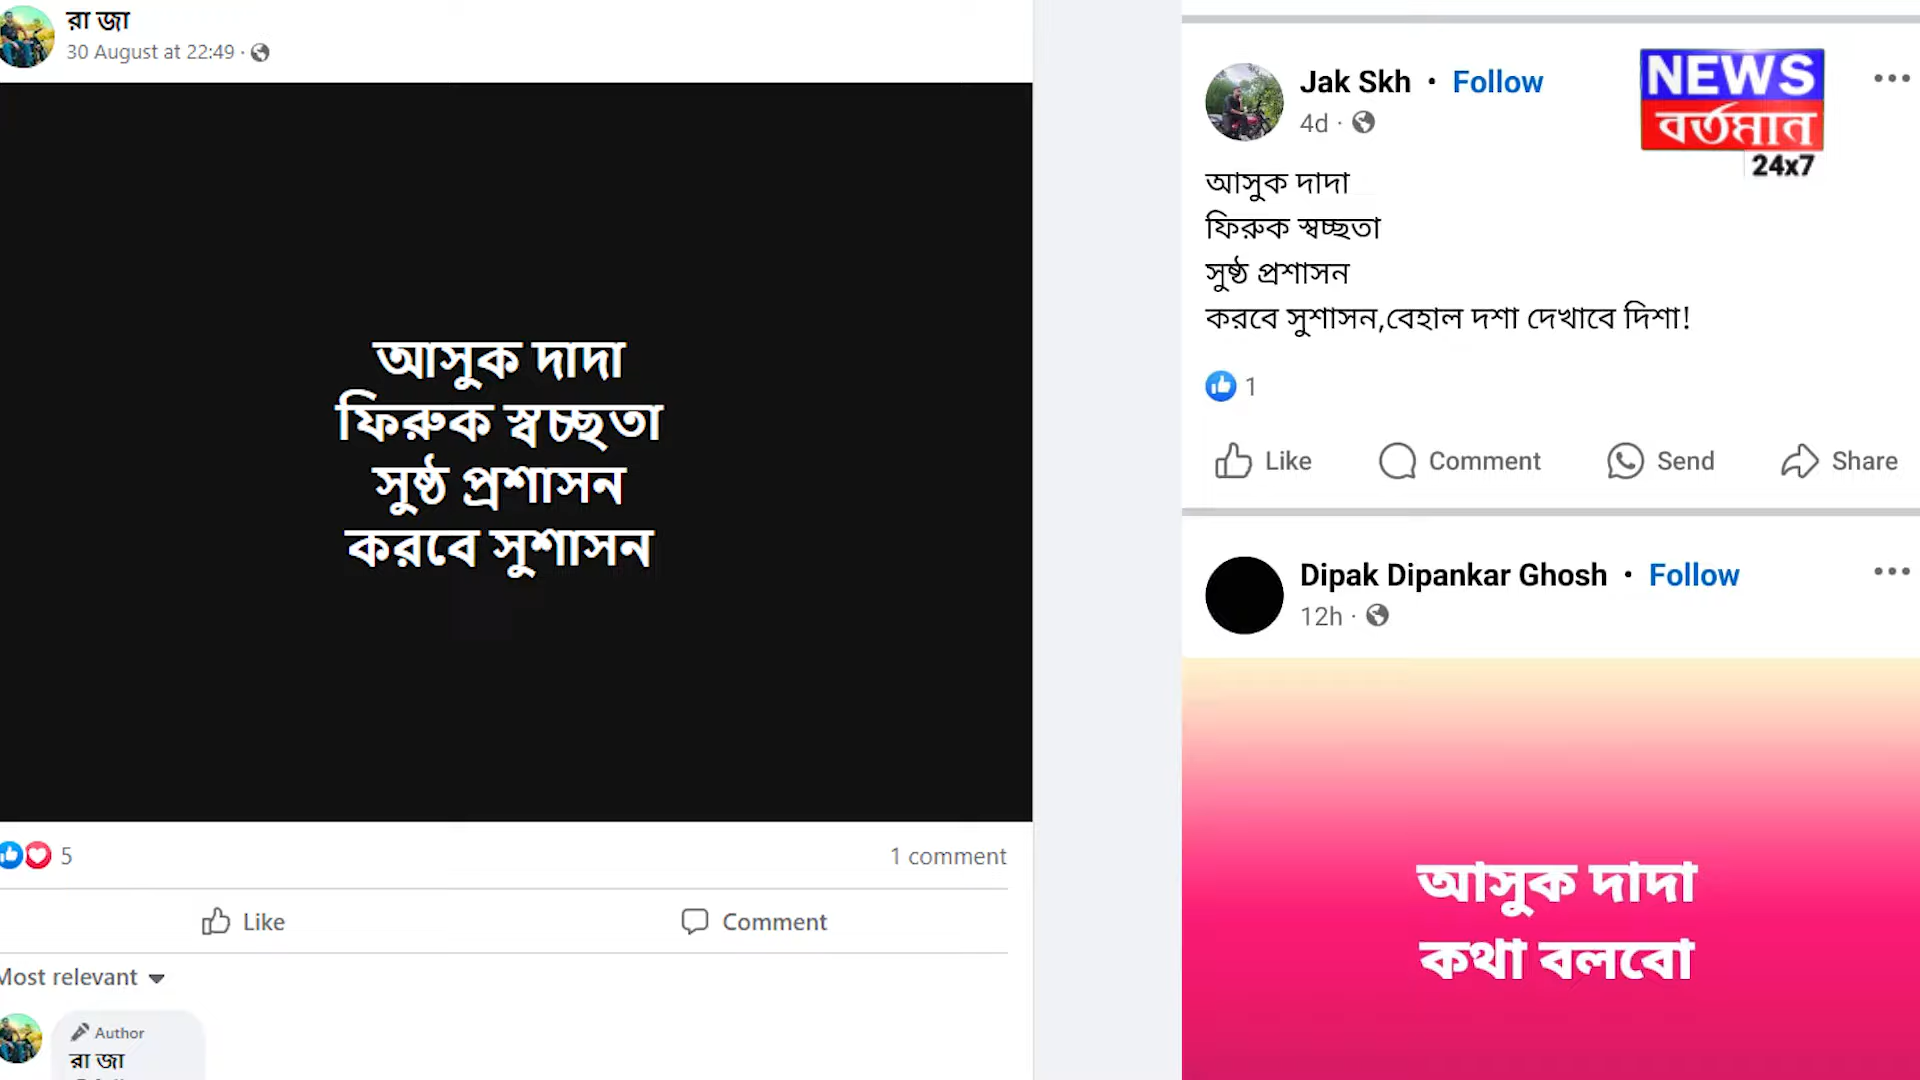 রা জা
30 August at 22:49 ·
আসুক দাদা
ফিরুক স্বচ্ছতা
সুষ্ঠ প্রশাসন
করবে সুশাসন
5
1 comment
Like
Comment
Most relevant
Author
রা জা
Jak Skh · Follow
4d ·
NEWS
বর্তমান
24x7
আসুক দাদা
ফিরুক স্বচ্ছতা
সুষ্ঠ প্রশাসন
করবে সুশাসন,বেহাল দশা দেখাবে দিশা!
1
Like
Comment
Send
Share
Dipak Dipankar Ghosh · Follow
12h ·
আসুক দাদা
কথা বলবো